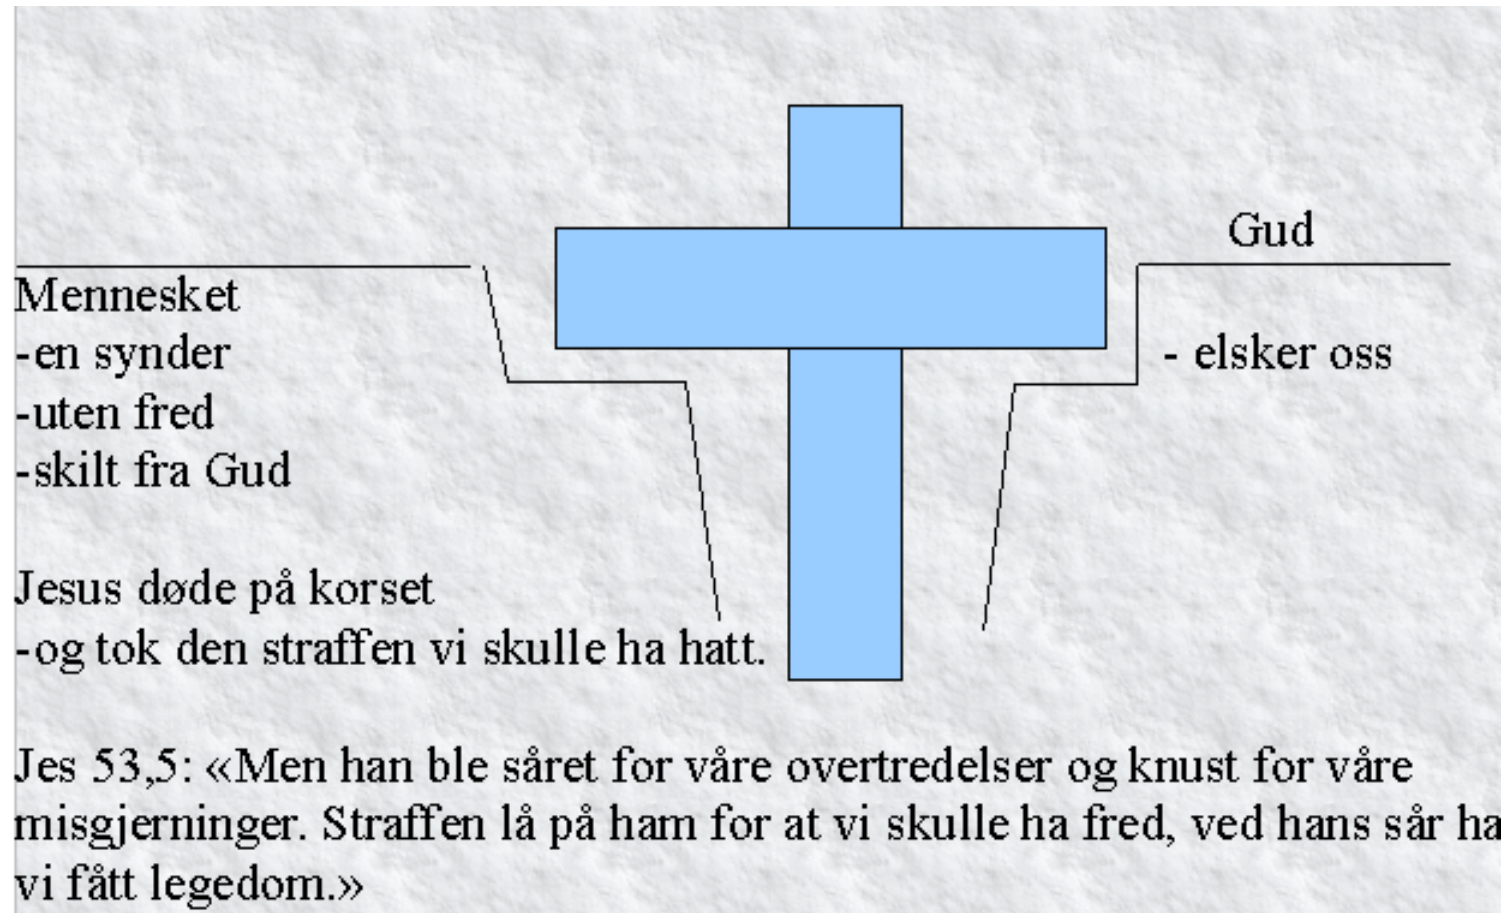 Gud
Mennesket
-en synder
- elsker oss
-uten fred
-skilt fra Gud
Jesus døde på korset
-og tok den straffen vi skulle ha hatt.
Jes 53,5: «Men han ble såret for våre overtredelser og knust for våre
misgjerninger. Straffen lå på ham for at vi skulle ha fred, ved hans sår ha
vi fått legedom.»